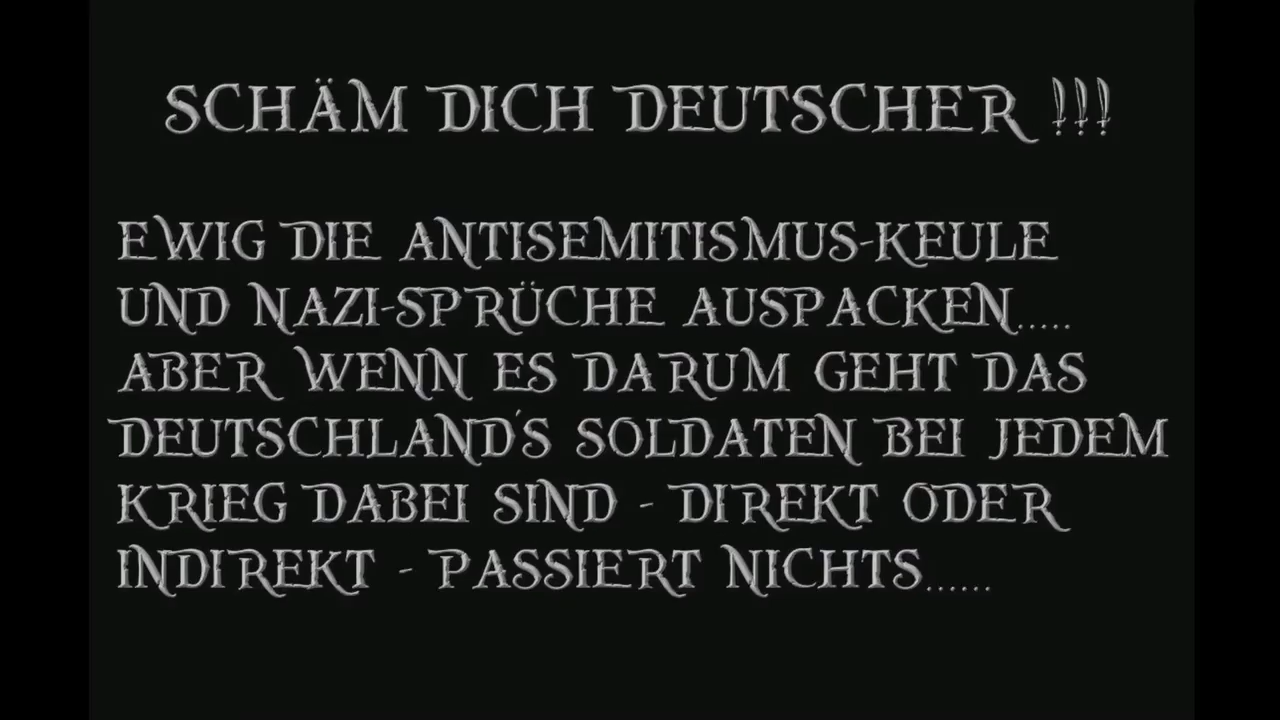 SCHÄM DICH DEUTSCHER !!!
EWIG DIE ANTISEMITISMUS-KEULE
UND NAZI-SPRÜCHE AUSPACKEN.....
ABER WENN ES DARUM GEHT DAS
DEUTSCHLAND´S SOLDATEN BEI JEDEM
KRIEG DABEI SIND - DIREKT ODER
INDIREKT - PASSIERT NICHTS......